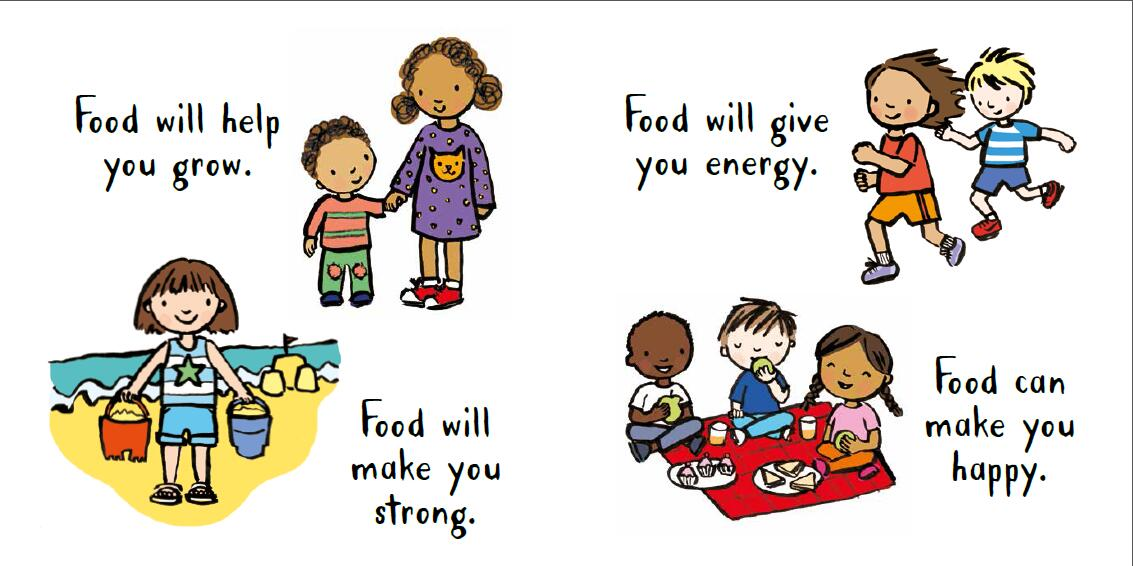 Food will help
you grow.
Food will
make you
strong.
Food will give
you energy.
Food can
make you
happy.